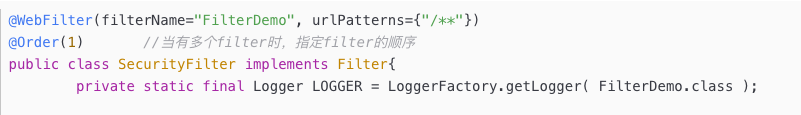 @WebFilter(filterName="FilterDemo", urlPatterns={"/**"})
@Order(1)       //当有多个filter时，指定filter的顺序
public class SecurityFilter implements Filter{
        private static final Logger LOGGER = LoggerFactory.getLogger( FilterDemo.class );